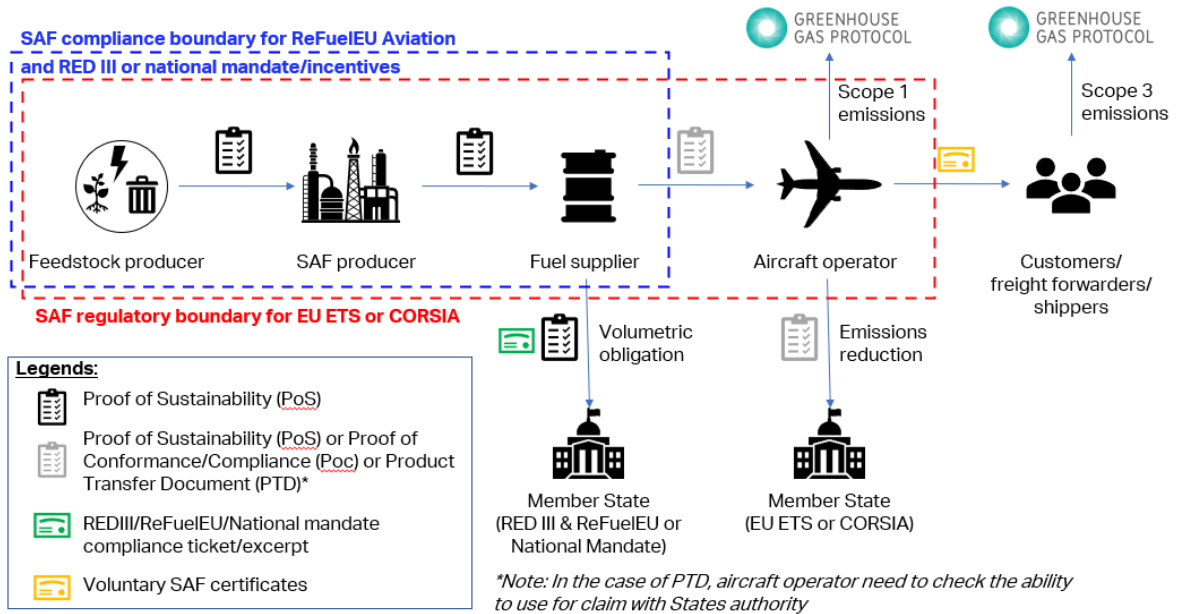 SAF compliance boundary for ReFuelEU Aviation
and RED III or national mandate/incentives
GREENHOUSE
GAS PROTOCOL
GREENHOUSE
GAS PROTOCOL
Scope 1
emissions
Scope 3
emissions
Feedstock producer
SAF producer
Fuel supplier
Aircraft operator
Customers/
freight forwarders/
shippers
SAF regulatory boundary for EU ETS or CORSIA
Volumetric
obligation
Emissions
reduction
Legends:
Proof of Sustainability (PoS)
Proof of Sustainability (PoS) or Proof of
Conformance/Compliance (Poc) or Product
Transfer Document (PTD)*
REDIII/ReFuelEU/National mandate
compliance ticket/excerpt
Voluntary SAF certificates
Member State
(RED III & ReFuelEU or
National Mandate)
Member State
(EU ETS or CORSIA)
*Note: In the case of PTD, aircraft operator need to check the ability
to use for claim with States authority